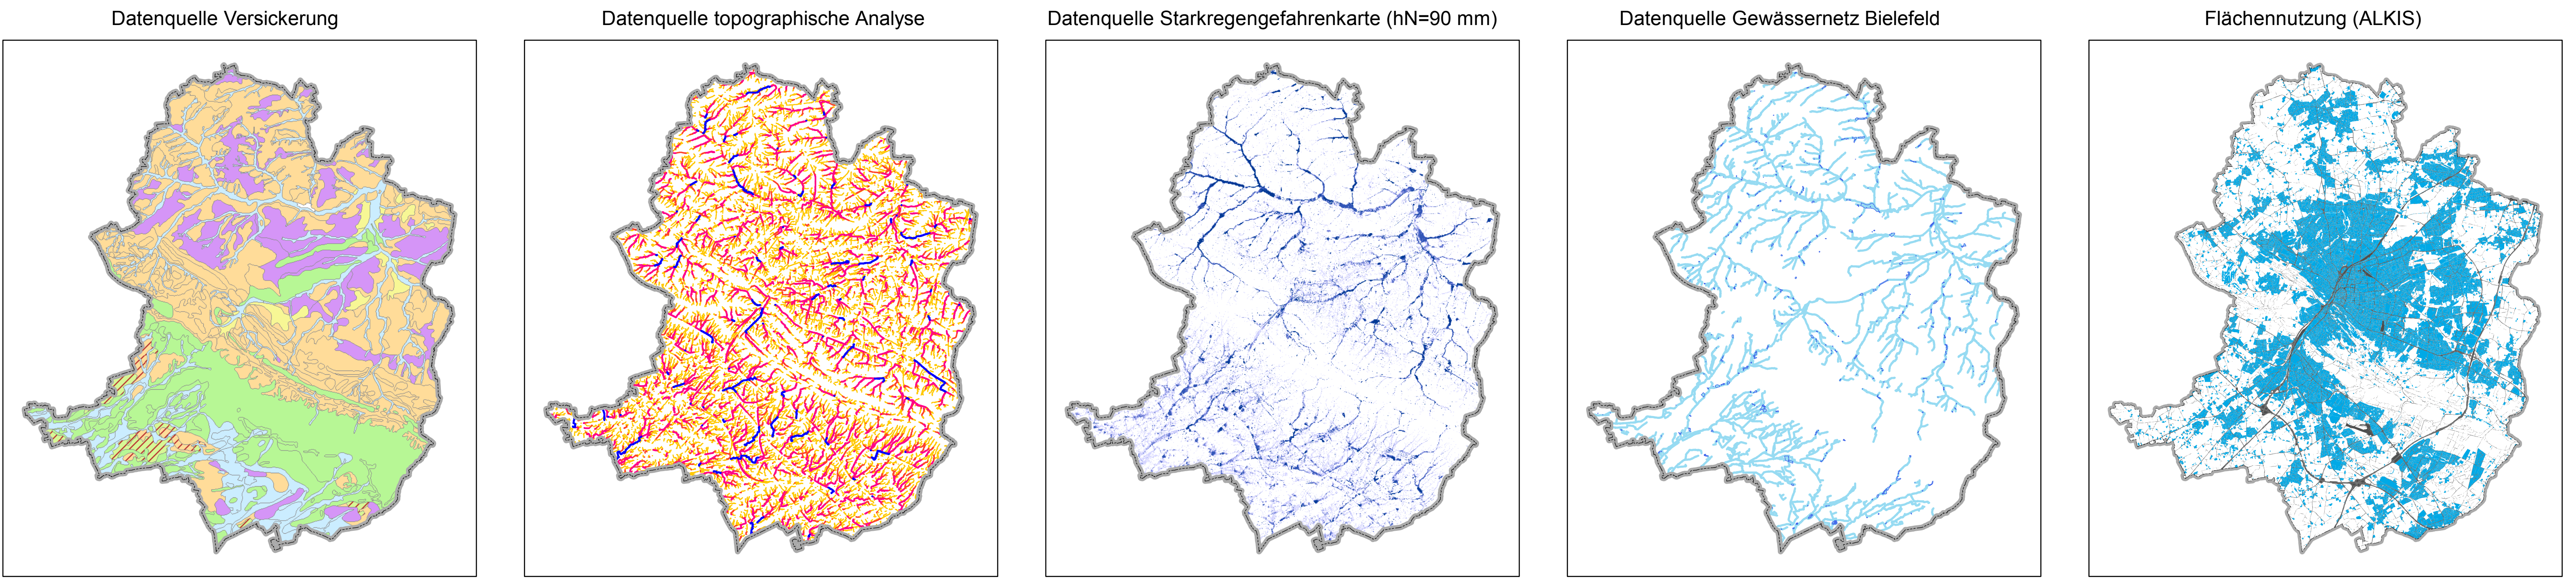 Datenquelle Versickerung
Datenquelle topographische Analyse
Datenquelle Starkregengefahrenkarte (hN=90 mm)
Datenquelle Gewässernetz Bielefeld
Flächennutzung (ALKIS)